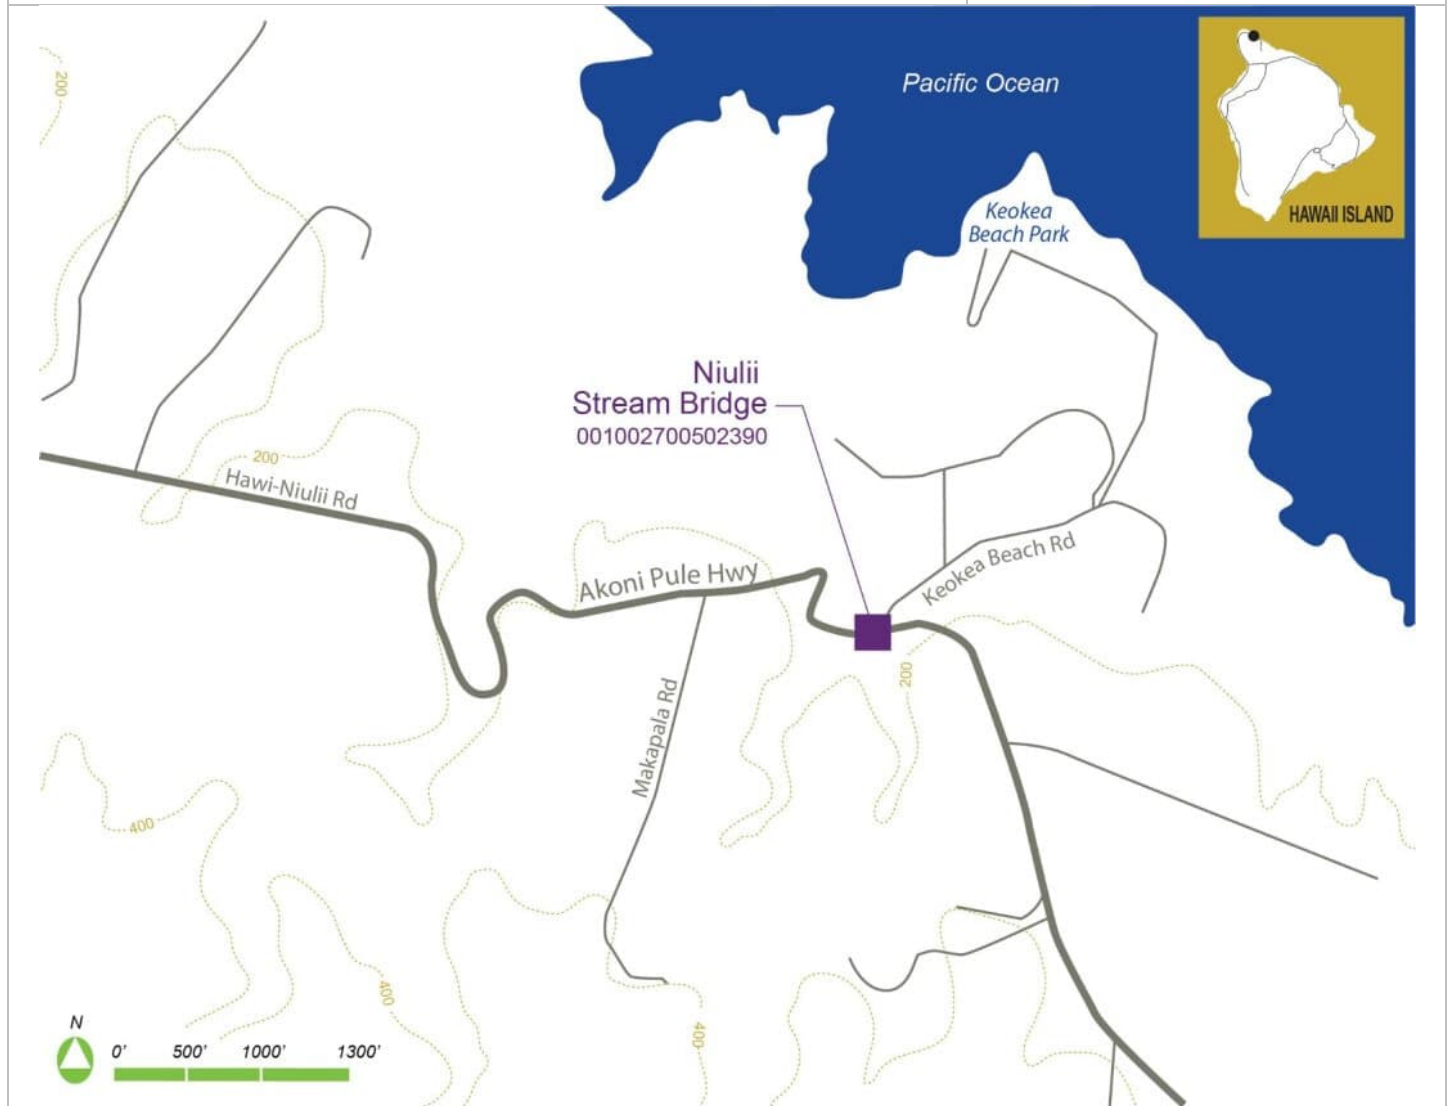 Pacific Ocean
HAWAII ISLAND
Keokea
Beach Park
200
Niulii
Stream Bridge
001002700502390
200
Hawi-Niulii Rd
Akoni Pule Hwy
Keokea Beach Rd
200
Makapala Rd
400
400
400
N
0' 500' 1000' 1300'